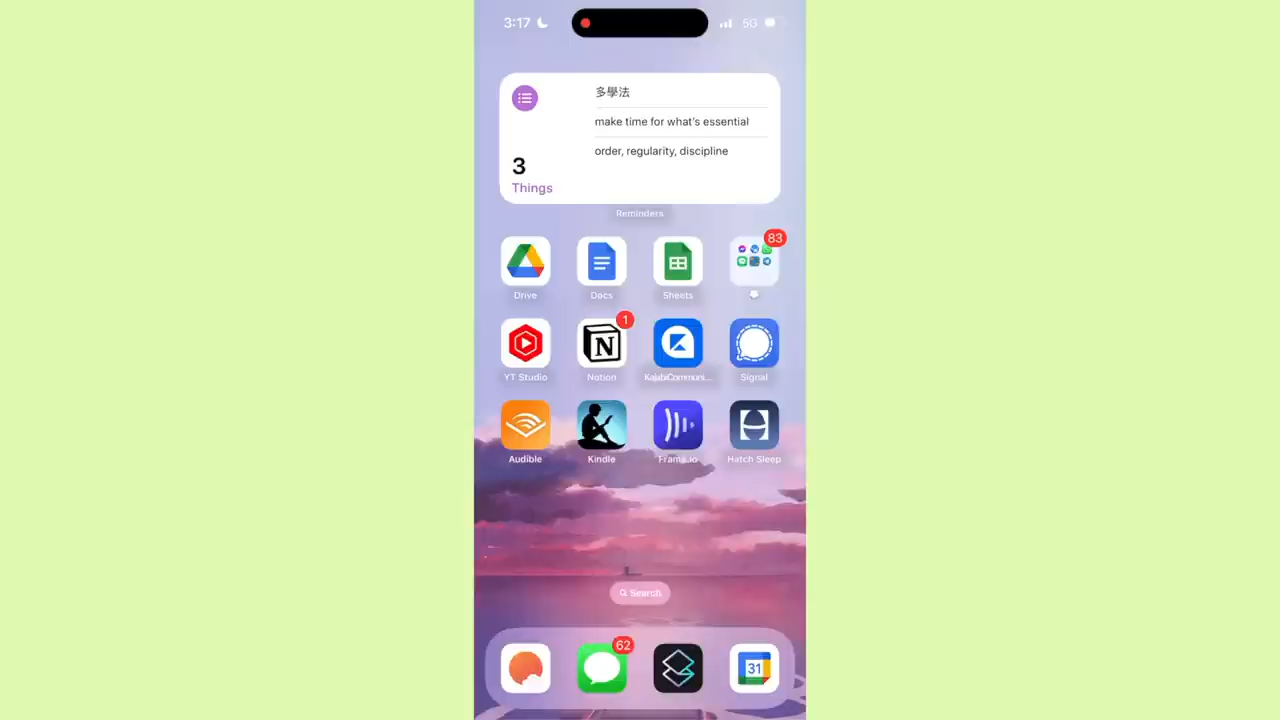 3:17
5G
多學法
make time for what's essential
order, regularity, discipline
3
Things
Reminders
83
Drive
Docs
Sheets
1
N
YT Studio
Notion
KajabiCommuni...
Signal
Audible
Kindle
Frame.io
Hatch Sleep
Search
62
31